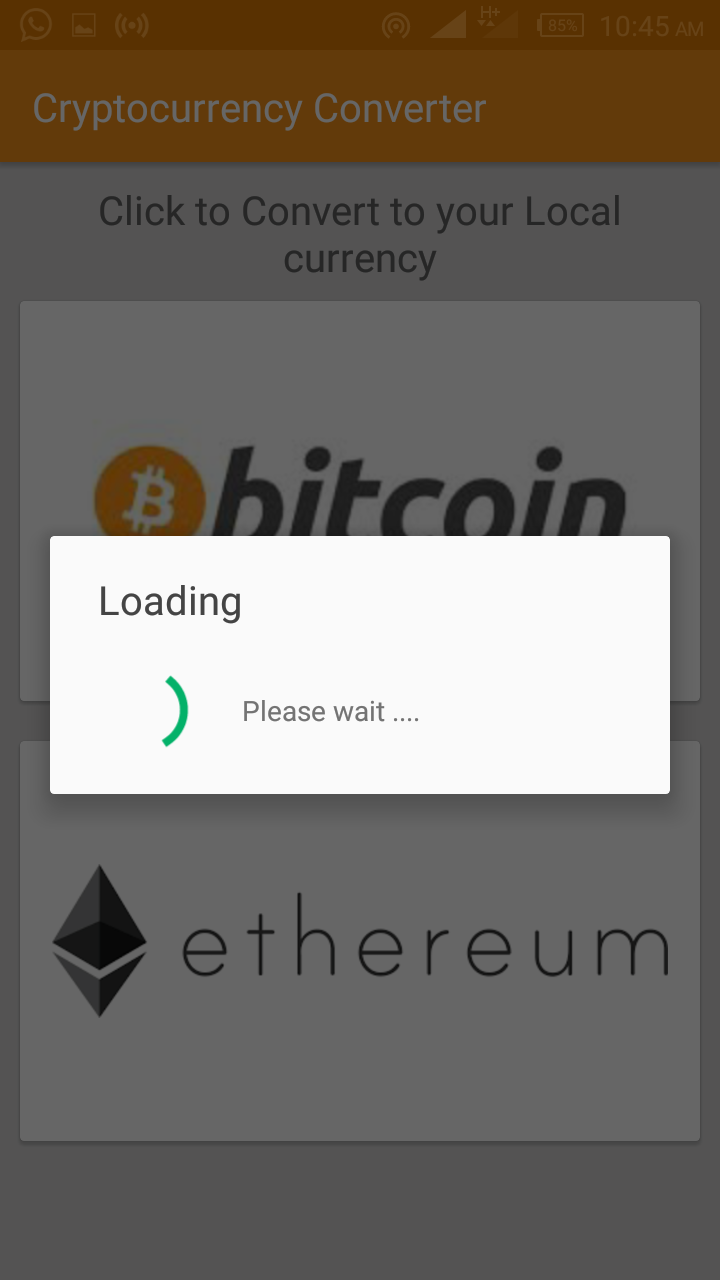 H+
85%
10:45 AM
Cryptocurrency Converter
Click to Convert to your Local
currency
bitcoin
Loading
Please wait ....
ethereum